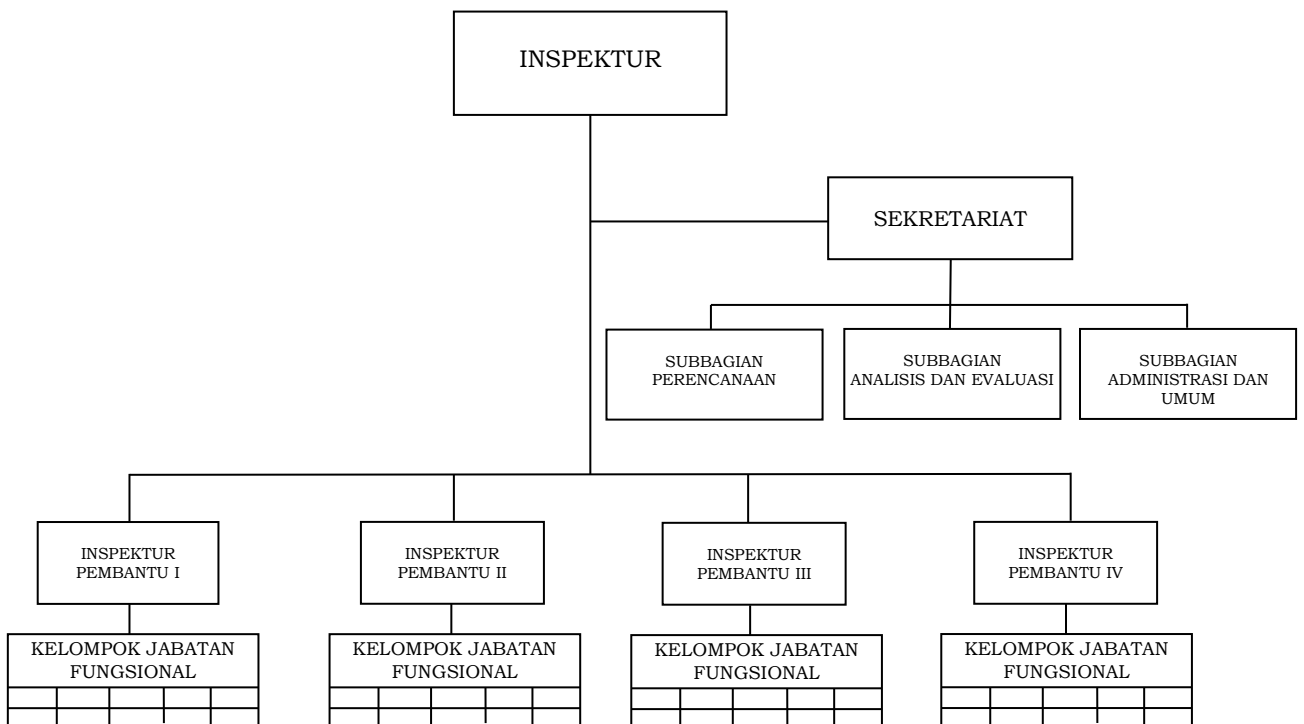 INSPEKTUR
SEKRETARIAT
SUBBAGIAN
PERENCANAAN
SUBBAGIAN
ANALISIS DAN EVALUASI
SUBBAGIAN
ADMINISTRASI DAN
UMUM
INSPEKTUR
PEMBANTU I
INSPEKTUR
PEMBANTU II
INSPEKTUR
PEMBANTU III
INSPEKTUR
PEMBANTU IV
KELOMPOK JABATAN
FUNGSIONAL
KELOMPOK JABATAN
FUNGSIONAL
KELOMPOK JABATAN
FUNGSIONAL
KELOMPOK JABATAN
FUNGSIONAL